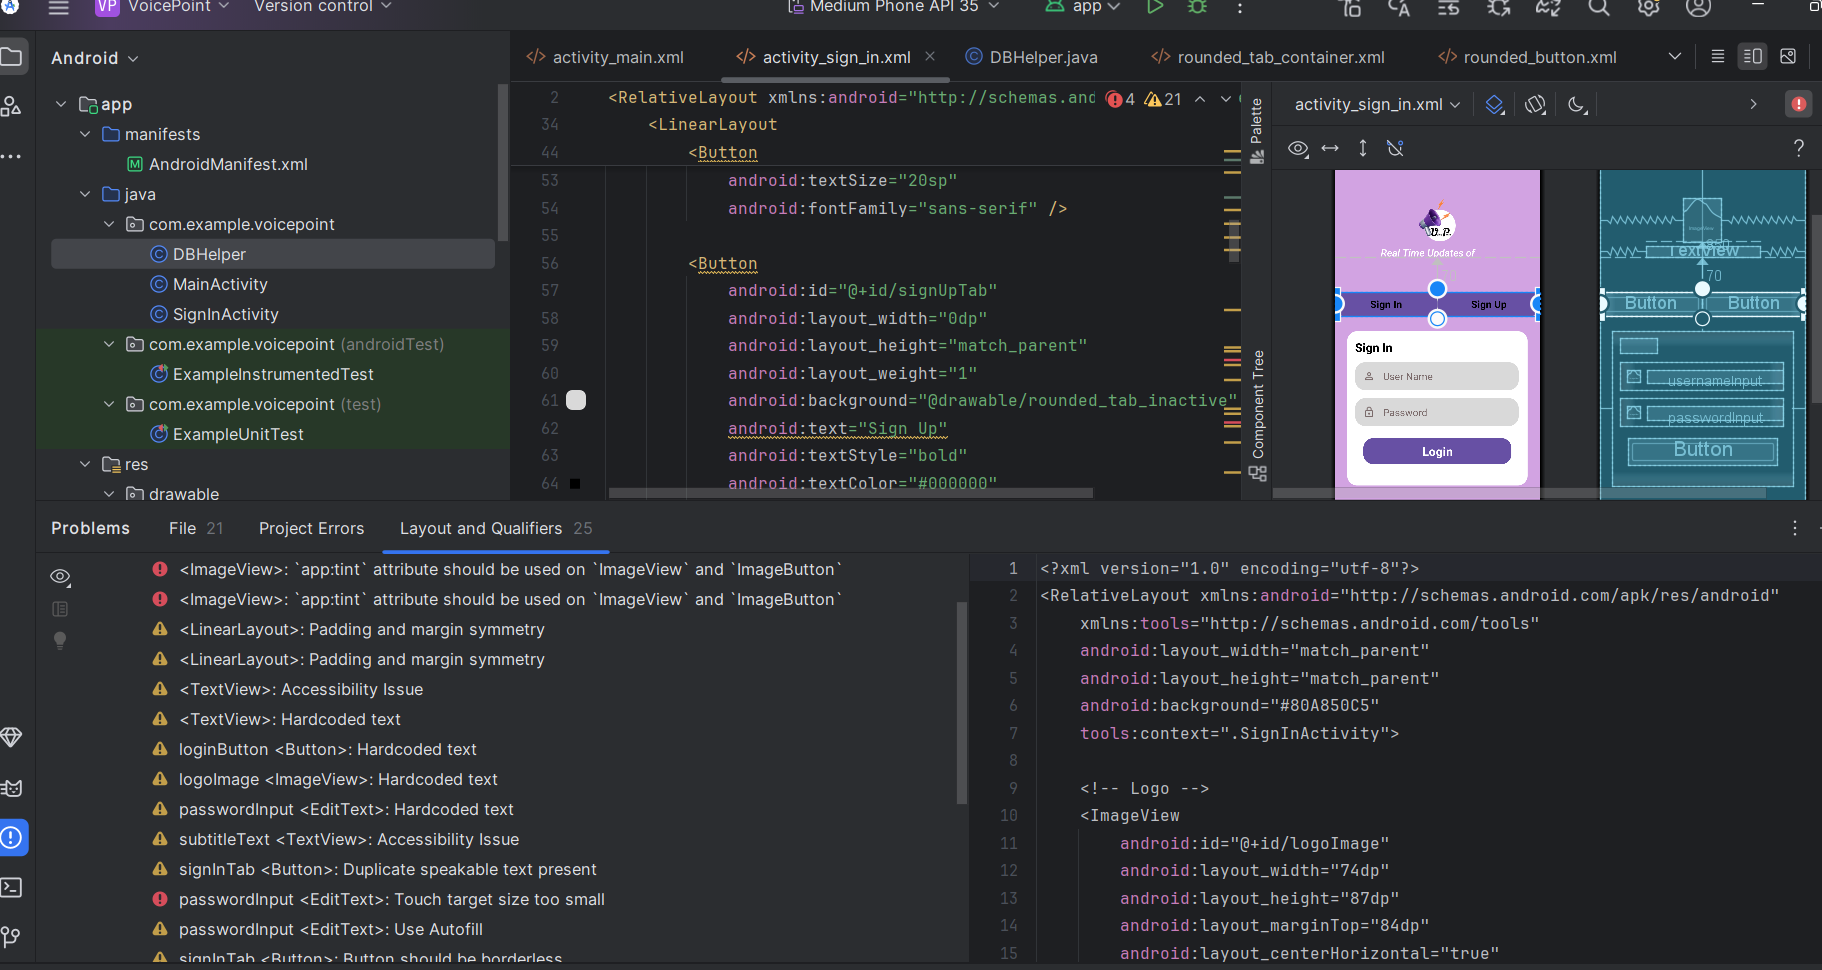 VP VoicePoint Version control Medium Phone API 35 app
Android
app
manifests
AndroidManifest.xml
java
com.example.voicepoint
DBHelper
MainActivity
SignInActivity
com.example.voicepoint (androidTest)
ExampleInstrumentedTest
com.example.voicepoint (test)
ExampleUnitTest
res
drawable
activity_main.xml activity_sign_in.xml DBHelper.java rounded_tab_container.xml rounded_button.xml
2 <RelativeLayout xmlns:android="http://schemas.and 4 21
34 <LinearLayout
44 <Button
53 android:textSize="20sp"
54 android:fontFamily="sans-serif" />
55
56 <Button
57 android:id="@+id/signUpTab"
58 android:layout_width="0dp"
59 android:layout_height="match_parent"
60 android:layout_weight="1"
61 android:background="@drawable/rounded_tab_inactive"
62 android:text="Sign Up"
63 android:textStyle="bold"
64 android:textColor="#000000"
Palette
Component Tree
activity_sign_in.xml
V.P.
Real Time Updates of
70
Sign In Sign Up
Sign In
User Name
Password
Login
ImageView
TextView
70
Button Button
usernameInput
passwordInput
Button
Problems File 21 Project Errors Layout and Qualifiers 25
<ImageView>: `app:tint` attribute should be used on `ImageView` and `ImageButton`
<ImageView>: `app:tint` attribute should be used on `ImageView` and `ImageButton`
<LinearLayout>: Padding and margin symmetry
<LinearLayout>: Padding and margin symmetry
<TextView>: Accessibility Issue
<TextView>: Hardcoded text
loginButton <Button>: Hardcoded text
logoImage <ImageView>: Hardcoded text
passwordInput <EditText>: Hardcoded text
subtitleText <TextView>: Accessibility Issue
signInTab <Button>: Duplicate speakable text present
passwordInput <EditText>: Touch target size too small
passwordInput <EditText>: Use Autofill
signInTab <Button>: Button should be borderless
1 <?xml version="1.0" encoding="utf-8"?>
2 <RelativeLayout xmlns:android="http://schemas.android.com/apk/res/android"
3 xmlns:tools="http://schemas.android.com/tools"
4 android:layout_width="match_parent"
5 android:layout_height="match_parent"
6 android:background="#80A850C5"
7 tools:context=".SignInActivity">
8
9 <!-- Logo -->
10 <ImageView
11 android:id="@+id/logoImage"
12 android:layout_width="74dp"
13 android:layout_height="87dp"
14 android:layout_marginTop="84dp"
15 android:layout_centerHorizontal="true"